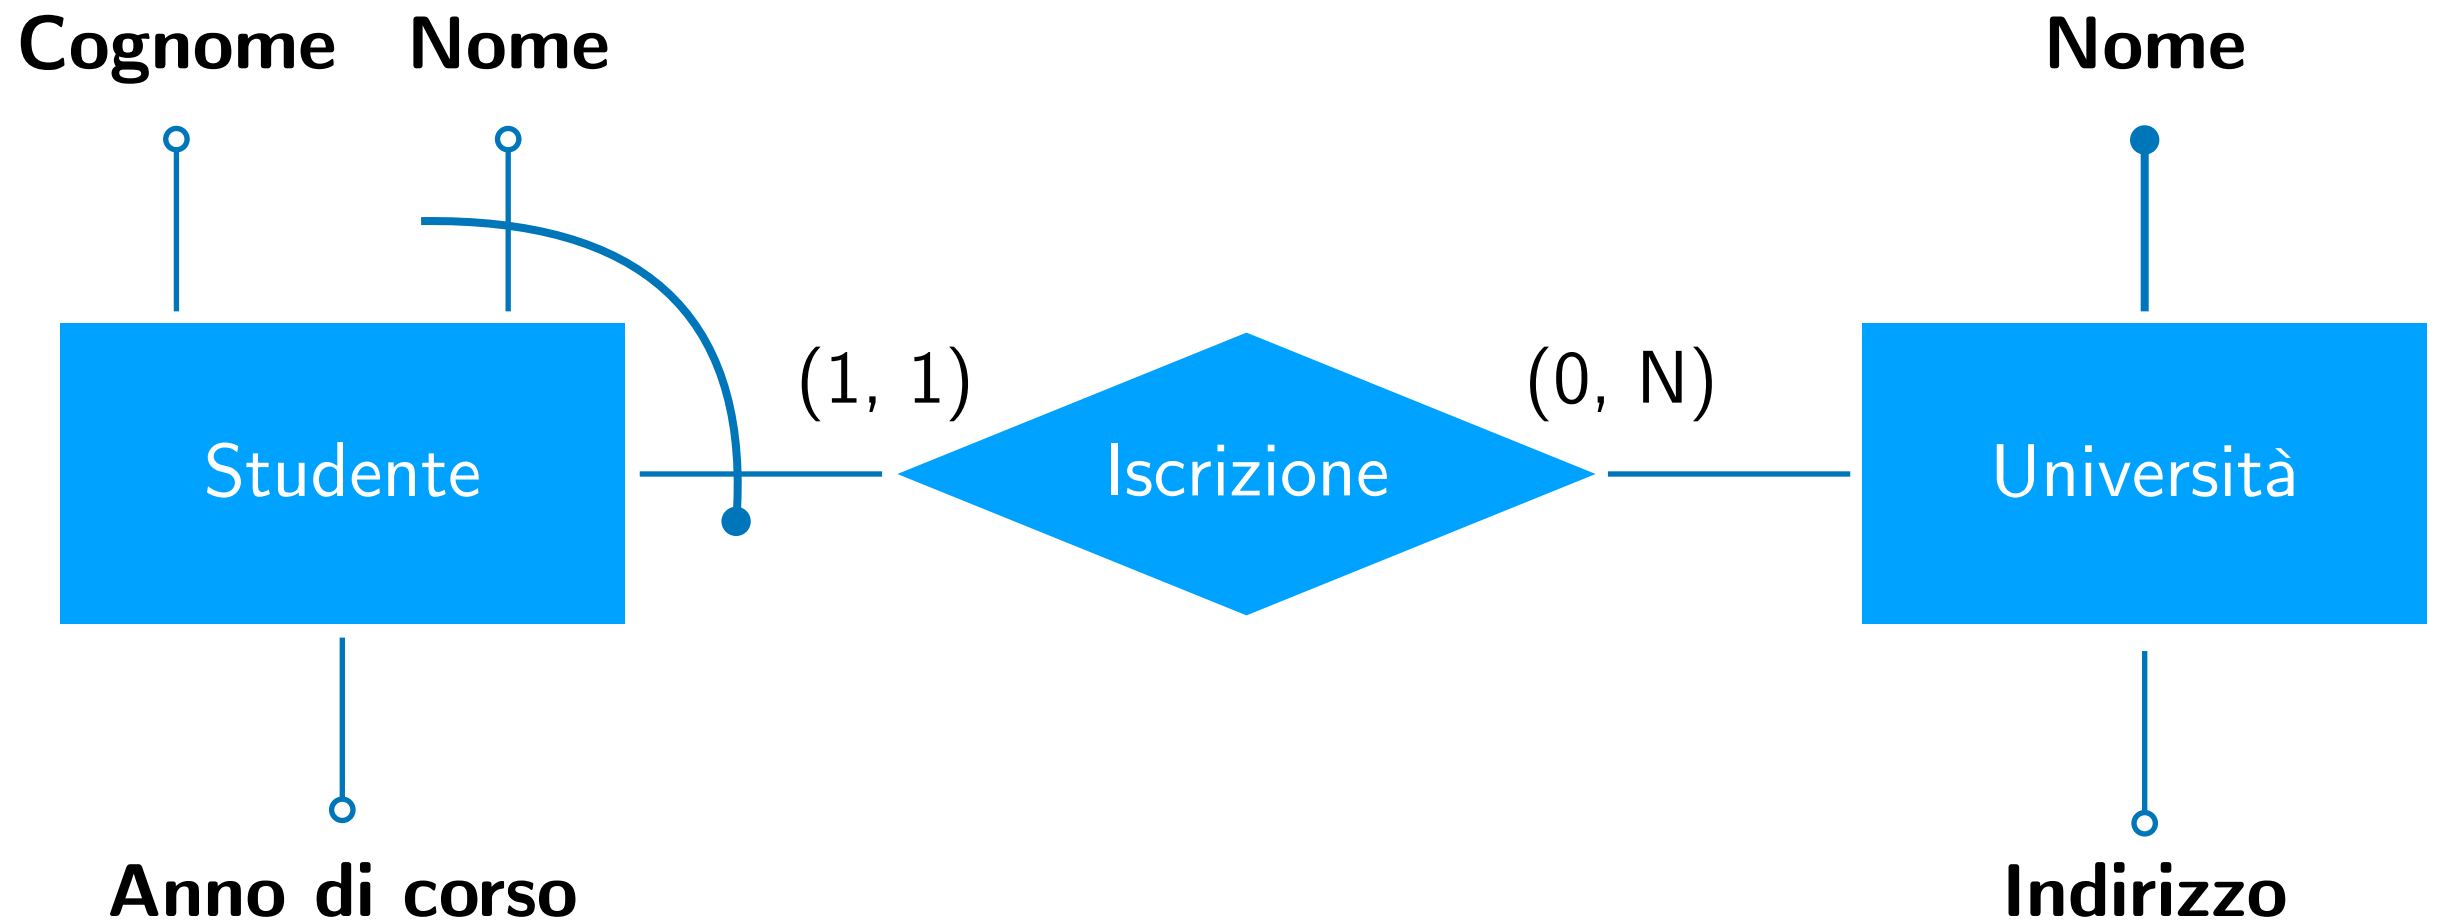 Cognome Nome Nome
(1, 1) (0, N)
Studente Iscrizione Università
Anno di corso Indirizzo